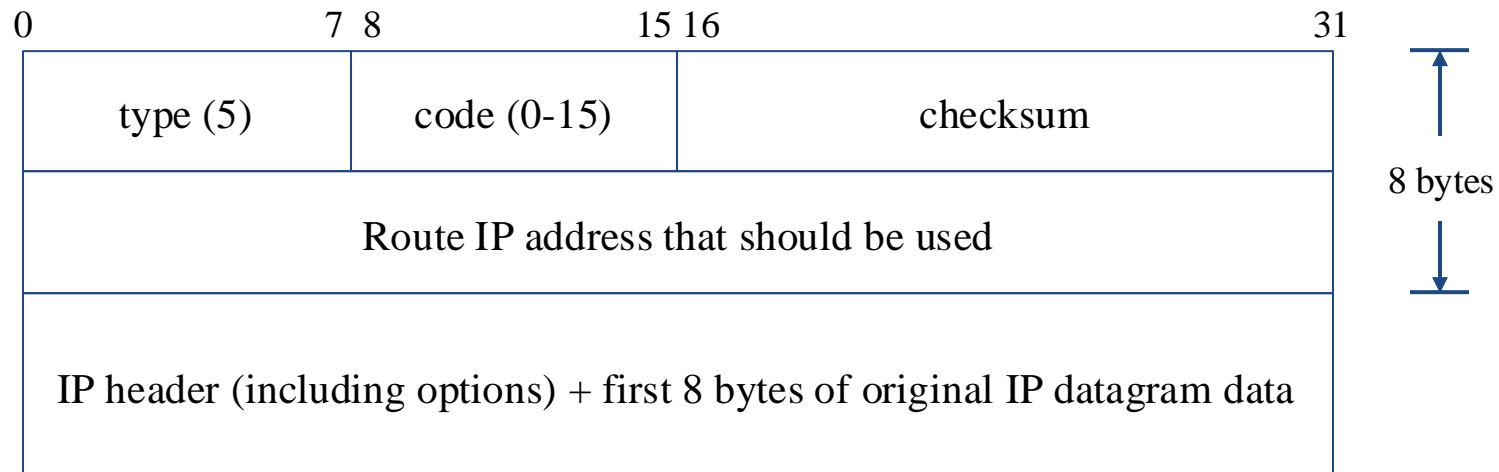 0 7 8 15 16 31
type (5) code (0-15) checksum
8 bytes
Route IP address that should be used
IP header (including options) + first 8 bytes of original IP datagram data